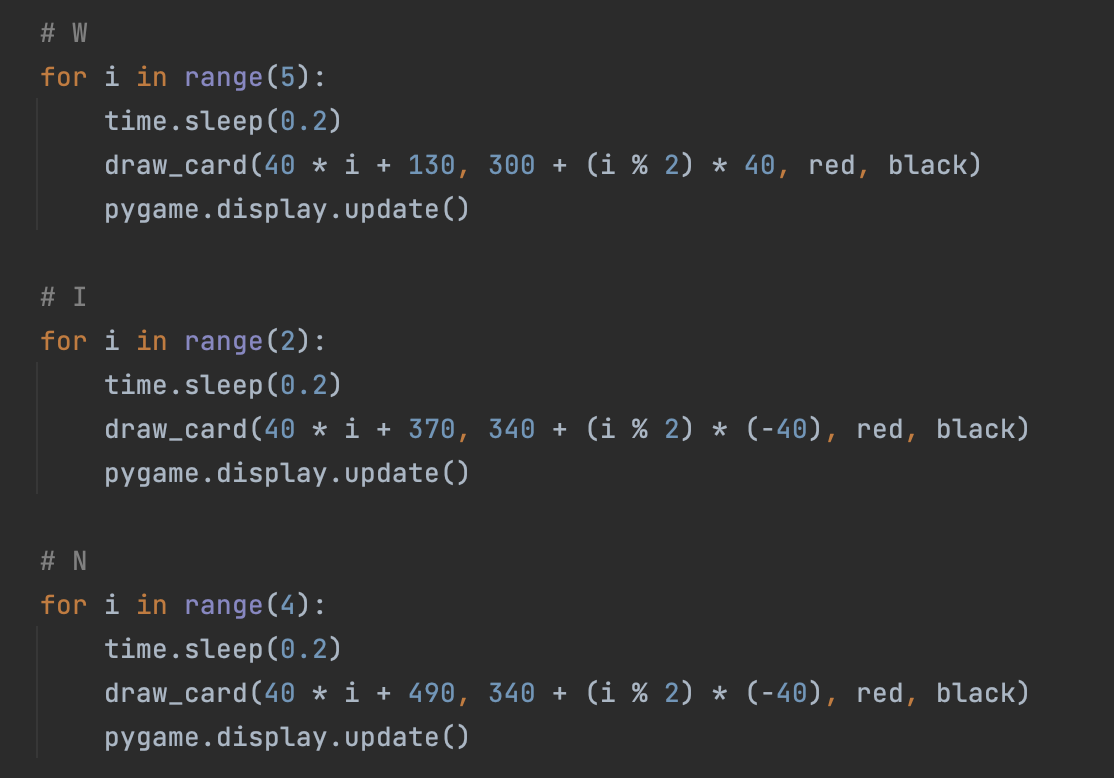 # W
for i in range(5):
    time.sleep(0.2)
    draw_card(40 * i + 130, 300 + (i % 2) * 40, red, black)
    pygame.display.update()

# I
for i in range(2):
    time.sleep(0.2)
    draw_card(40 * i + 370, 340 + (i % 2) * (-40), red, black)
    pygame.display.update()

# N
for i in range(4):
    time.sleep(0.2)
    draw_card(40 * i + 490, 340 + (i % 2) * (-40), red, black)
    pygame.display.update()